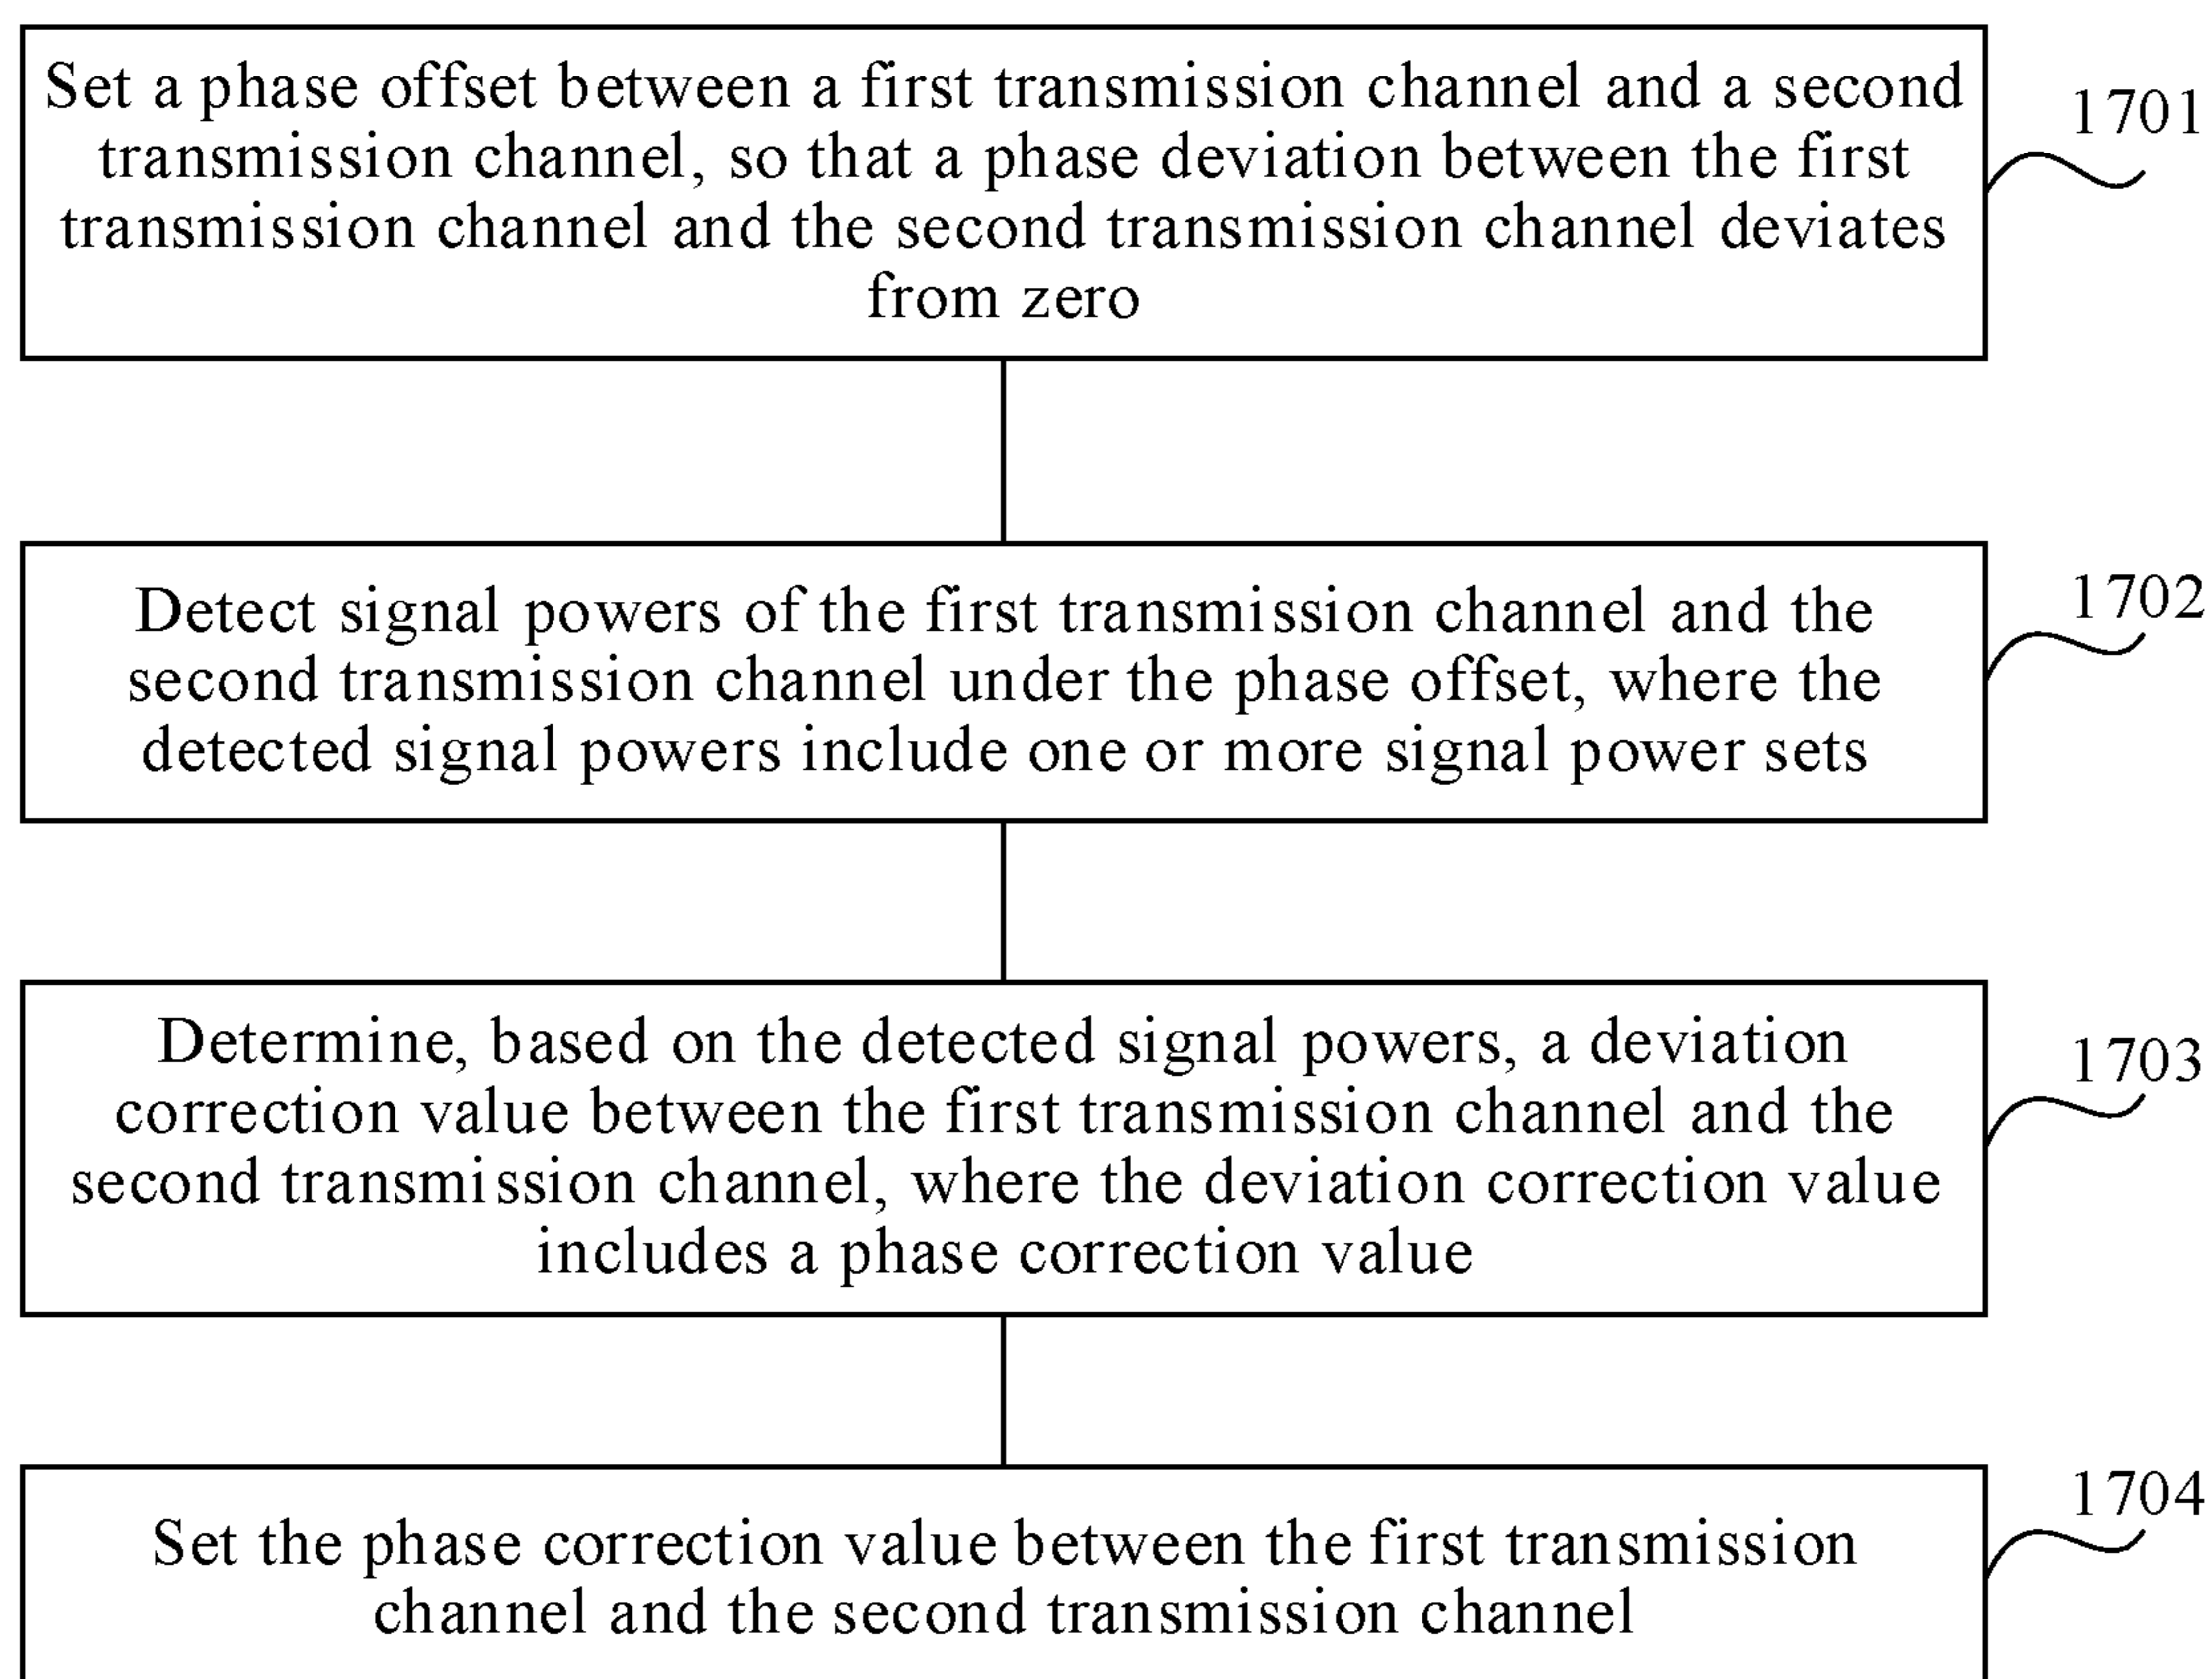 Set a phase offset between a first transmission channel and a second
transmission channel, so that a phase deviation between the first
transmission channel and the second transmission channel deviates
from zero
1701
Detect signal powers of the first transmission channel and the
second transmission channel under the phase offset, where the
detected signal powers include one or more signal power sets
1702
Determine, based on the detected signal powers, a deviation
correction value between the first transmission channel and the
second transmission channel, where the deviation correction value
includes a phase correction value
1703
Set the phase correction value between the first transmission
channel and the second transmission channel
1704